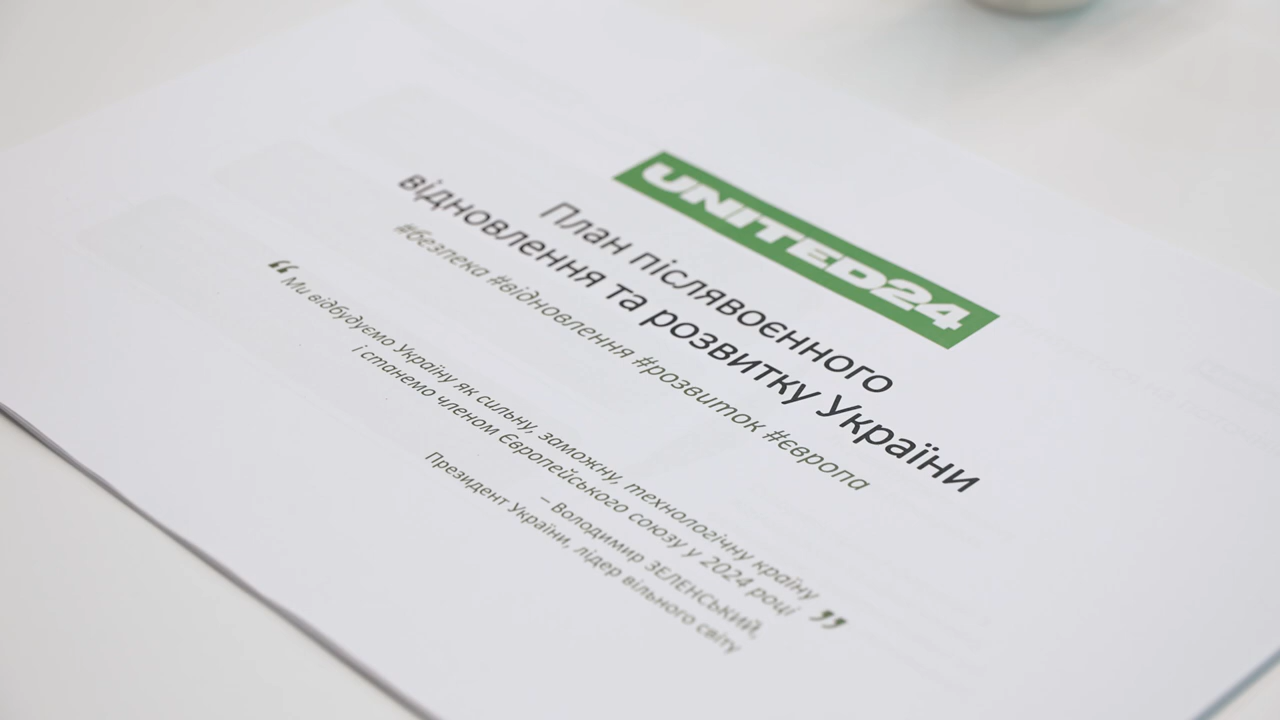 UNITED24
План післявоєнного
відновлення та розвитку України
#безпека #відновлення #розвиток #європа
“ Ми відбудуємо Україну як сильну, заможну, технологічну країну
і станемо членом Європейського союзу у 2024 році ”
– Володимир ЗЕЛЕНСЬКИЙ,
Президент України, лідер вільного світу